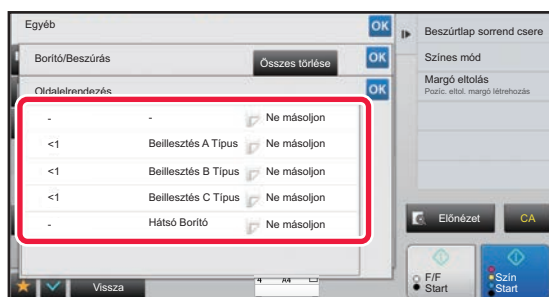 Egyéb
OK
Borító/Beszúrás
Összes törlése
OK
Oldalelrendezés
OK
- - Ne másoljon
<1 Beillesztés A Típus Ne másoljon
<1 Beillesztés B Típus Ne másoljon
<1 Beillesztés C Típus Ne másoljon
- Hátsó Borító Ne másoljon
Vissza
4 A4
Beszúrtlap sorrend csere
Színes mód
Margó eltolás
Pozic. eltol. margó létrehozás
Előnézet
CA
F/F
Start
Szín
Start